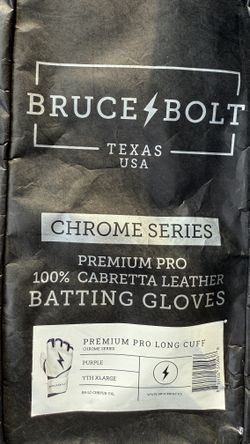 BRUCE BOLT
TEXAS
USA
CHROME SERIES
PREMIUM PRO
100% CABRETTA LEATHER
BATTING GLOVES
PREMIUM PRO LONG CUFF
CHROME SERIES
PURPLE
YTH XLARGE